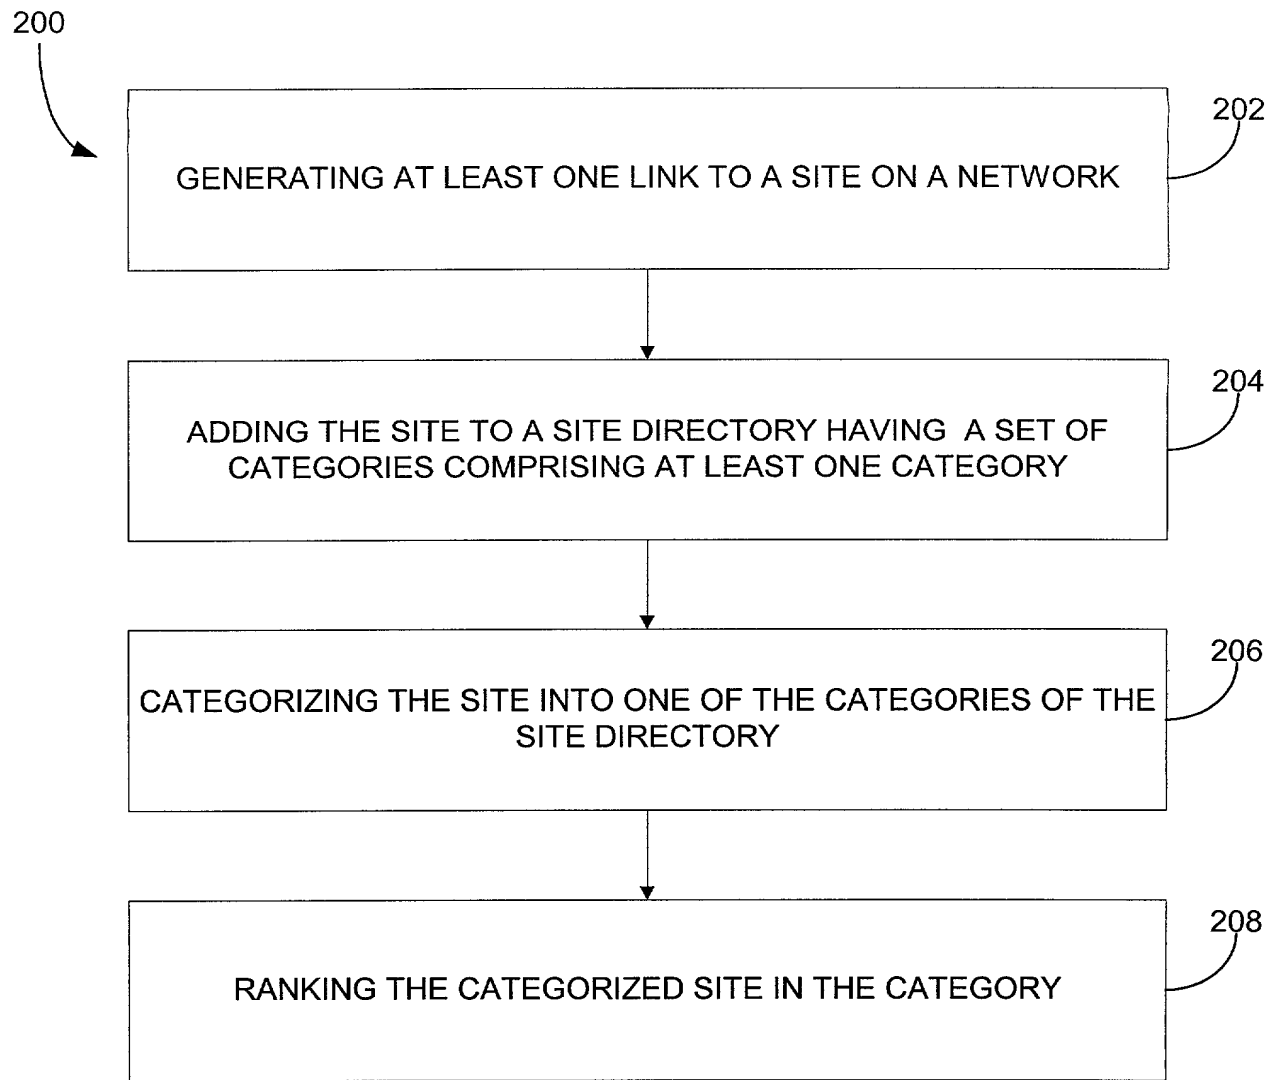 200
202
GENERATING AT LEAST ONE LINK TO A SITE ON A NETWORK
204
ADDING THE SITE TO A SITE DIRECTORY HAVING A SET OF
CATEGORIES COMPRISING AT LEAST ONE CATEGORY
206
CATEGORIZING THE SITE INTO ONE OF THE CATEGORIES OF THE
SITE DIRECTORY
208
RANKING THE CATEGORIZED SITE IN THE CATEGORY